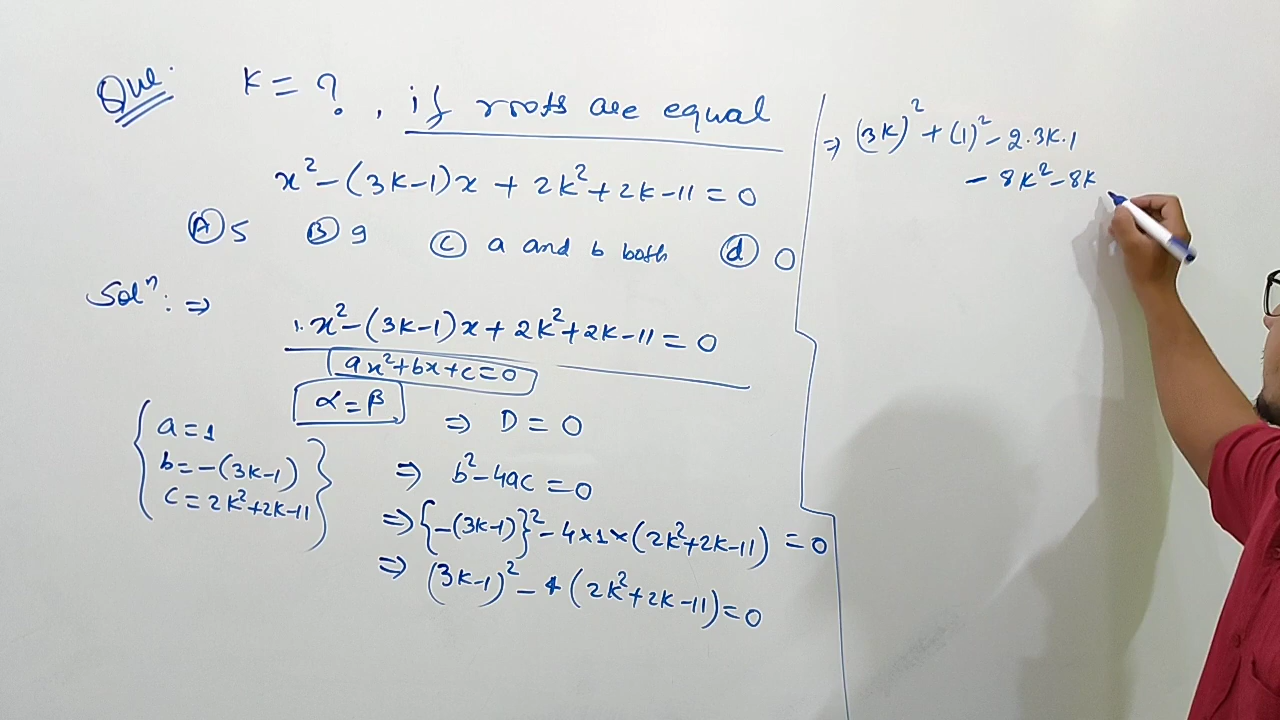 Que. K = ? , if roots are equal
x² - (3K-1)x + 2K² + 2K - 11 = 0
(A) 5 (B) 9 (C) a and b both (d) 0
Solⁿ: ⇒
1. x² - (3K-1)x + 2K² + 2K - 11 = 0
ax² + bx + c = 0
α = β ⇒ D = 0
a = 1
b = -(3K-1)
c = 2K² + 2K - 11
⇒ b² - 4ac = 0
⇒ {-(3K-1)}² - 4×1×(2K² + 2K - 11) = 0
⇒ (3K-1)² - 4(2K² + 2K - 11) = 0
⇒ (3K)² + (1)² - 2.3K.1
- 8K² - 8K